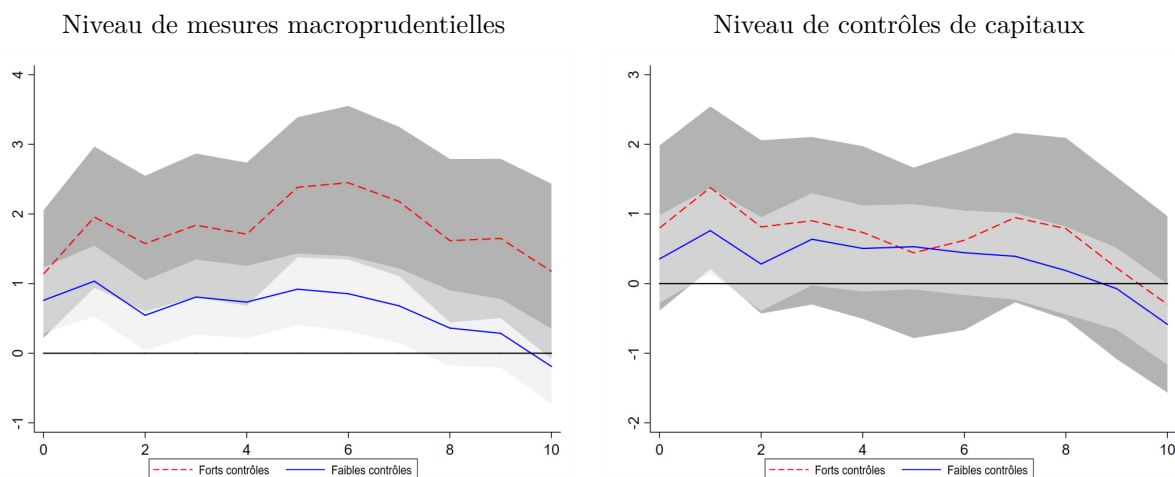 Niveau de mesures macroprudentielles
4
3
2
1
0
-1
0 2 4 6 8 10
Forts contrôles Faibles contrôles
Niveau de contrôles de capitaux
3
2
1
0
-1
-2
0 2 4 6 8 10
Forts contrôles Faibles contrôles